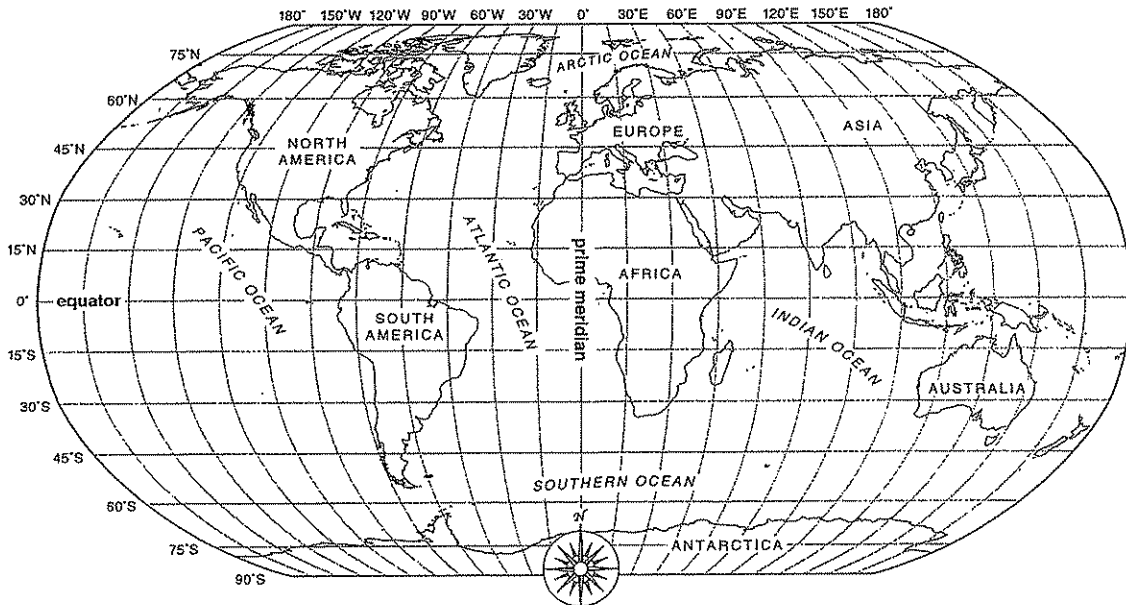 180° 150°W 120°W 90°W 60°W 30°W 0° 30°E 60°E 90°E 120°E 150°E 180°
75°N
ARCTIC OCEAN
60°N
EUROPE
ASIA
NORTH
AMERICA
45°N
30°N
PACIFIC OCEAN
ATLANTIC OCEAN
15°N
prime meridian
AFRICA
0°
equator
SOUTH
AMERICA
INDIAN OCEAN
15°S
AUSTRALIA
30°S
45°S
SOUTHERN OCEAN
60°S
N
75°S
ANTARCTICA
90°S